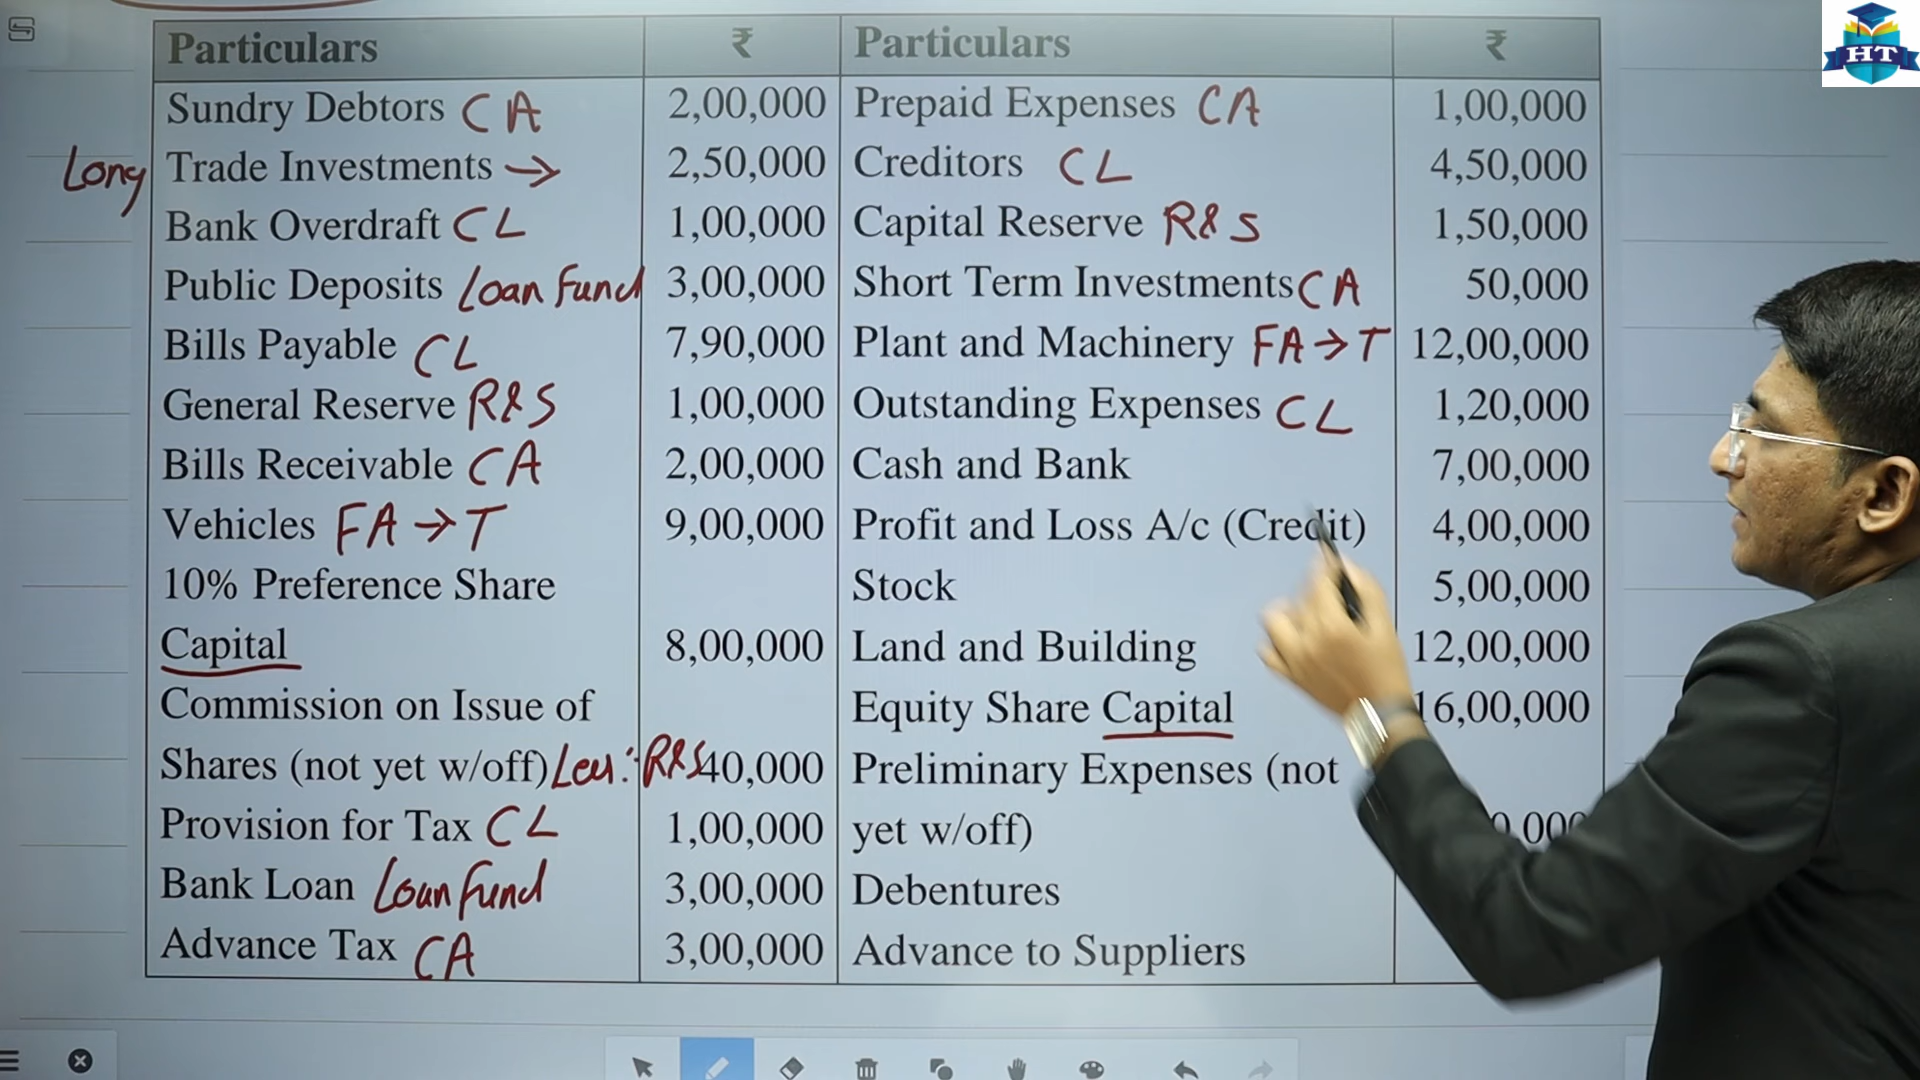 HT
Particulars ₹ Particulars ₹
Sundry Debtors CA 2,00,000 Prepaid Expenses CA 1,00,000
Long Trade Investments → 2,50,000 Creditors CL 4,50,000
Bank Overdraft CL 1,00,000 Capital Reserve R&S 1,50,000
Public Deposits Loan Fund 3,00,000 Short Term Investments CA 50,000
Bills Payable CL 7,90,000 Plant and Machinery FA→T 12,00,000
General Reserve R&S 1,00,000 Outstanding Expenses CL 1,20,000
Bills Receivable CA 2,00,000 Cash and Bank 7,00,000
Vehicles FA→T 9,00,000 Profit and Loss A/c (Credit) 4,00,000
10% Preference Share Stock 5,00,000
Capital 8,00,000 Land and Building 12,00,000
Commission on Issue of Equity Share Capital 16,00,000
Shares (not yet w/off) Less: R&S 40,000 Preliminary Expenses (not
Provision for Tax CL 1,00,000 yet w/off)
Bank Loan Loan Fund 3,00,000 Debentures
Advance Tax CA 3,00,000 Advance to Suppliers